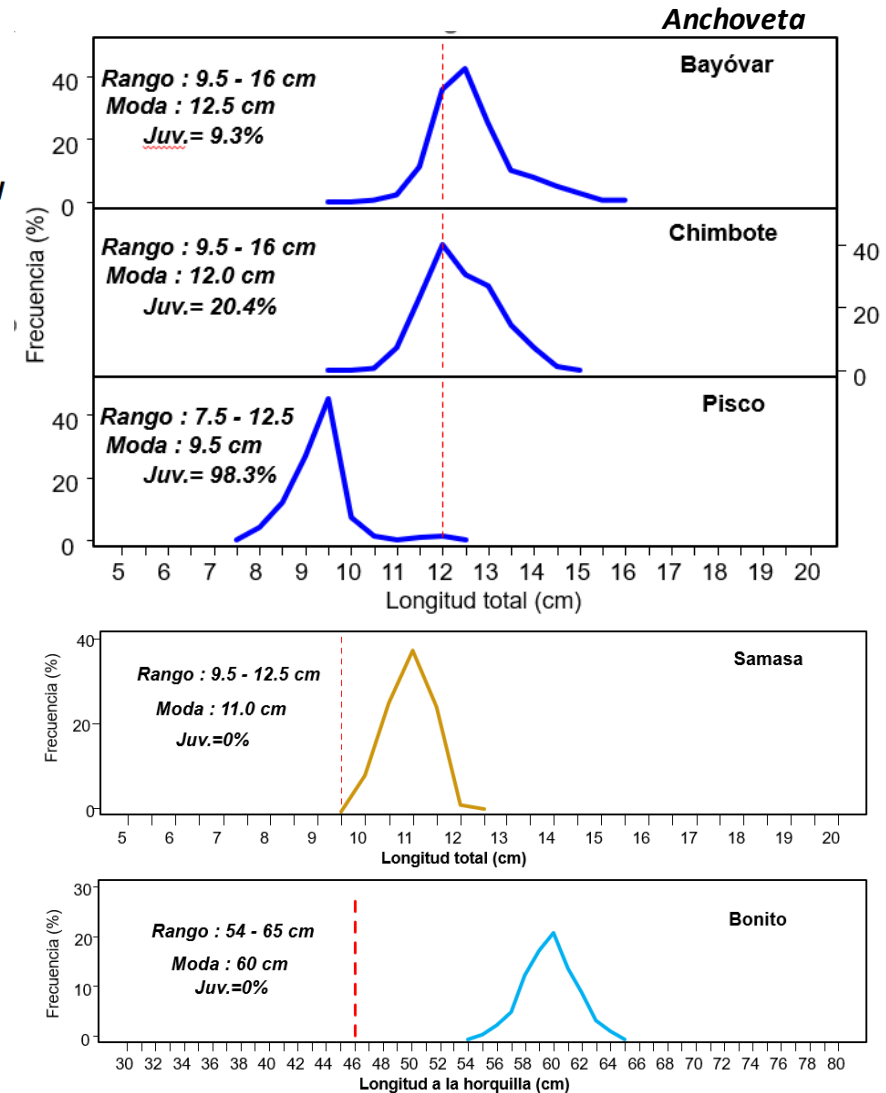 Anchoveta
Bayóvar
Rango : 9.5 - 16 cm
Moda : 12.5 cm
Juv.= 9.3%
40
20
0
Chimbote
Rango : 9.5 - 16 cm
Moda : 12.0 cm
Juv.= 20.4%
40
20
0
Frecuencia (%)
Pisco
Rango : 7.5 - 12.5
Moda : 9.5 cm
Juv.= 98.3%
40
20
0
5 6 7 8 9 10 11 12 13 14 15 16 17 18 19 20
Longitud total (cm)
40
20
0
Frecuencia (%)
Samasa
Rango : 9.5 - 12.5 cm
Moda : 11.0 cm
Juv.=0%
5 6 7 8 9 10 11 12 13 14 15 16 17 18 19 20
Longitud total (cm)
30
20
10
0
Frecuencia (%)
Bonito
Rango : 54 - 65 cm
Moda : 60 cm
Juv.=0%
30 32 34 36 38 40 42 44 46 48 50 52 54 56 58 60 62 64 66 68 70 72 74 76 78 80
Longitud a la horquilla (cm)